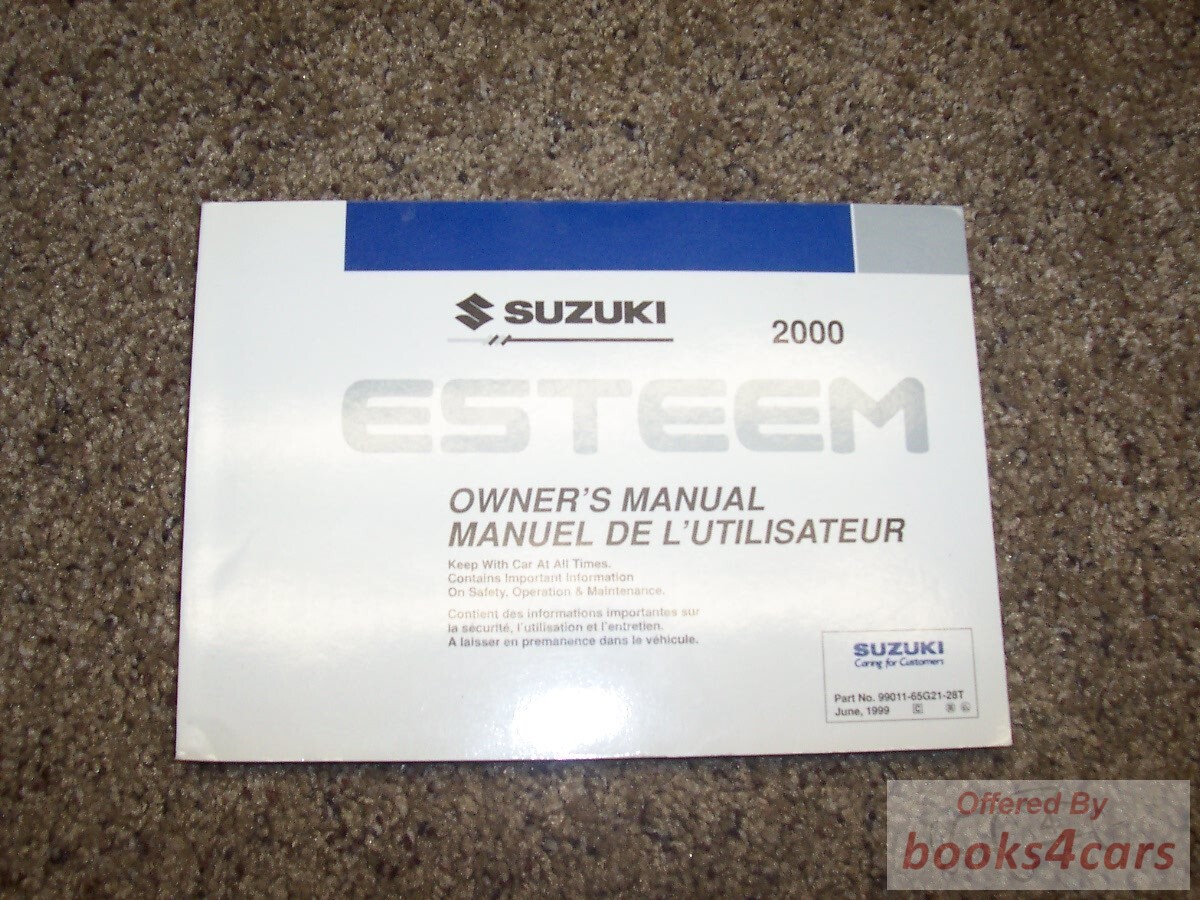 SUZUKI
2000
ESTEEM
OWNER'S MANUAL
MANUEL DE L'UTILISATEUR
Keep With Car At All Times.
Contains Important Information
On Safety, Operation & Maintenance.
Contient des informations importantes sur
la sécurité, l'utilisation et l'entretien.
A laisser en premanence dans le véhicule.
SUZUKI
Caring for Customers
Part No. 99011-65G21-28T
June, 1999 C
Offered By
books4cars